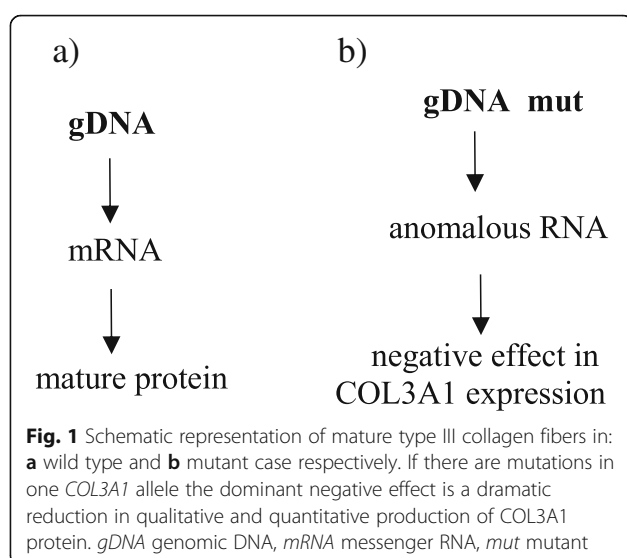 a)
gDNA
mRNA
mature protein
b)
gDNA mut
anomalous RNA
negative effect in
COL3A1 expression
Fig. 1 Schematic representation of mature type III collagen fibers in:
a wild type and b mutant case respectively. If there are mutations in
one COL3A1 allele the dominant negative effect is a dramatic
reduction in qualitative and quantitative production of COL3A1
protein. gDNA genomic DNA, mRNA messenger RNA, mut mutant